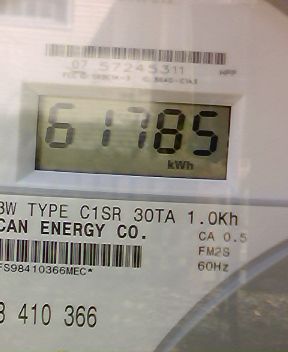 07 57245311
61785
kWh
3W TYPE C1SR 30TA 1.0Kh
CAN ENERGY CO.
CA 0.5
FM2S
60Hz
FS98410366MEC*
410 366